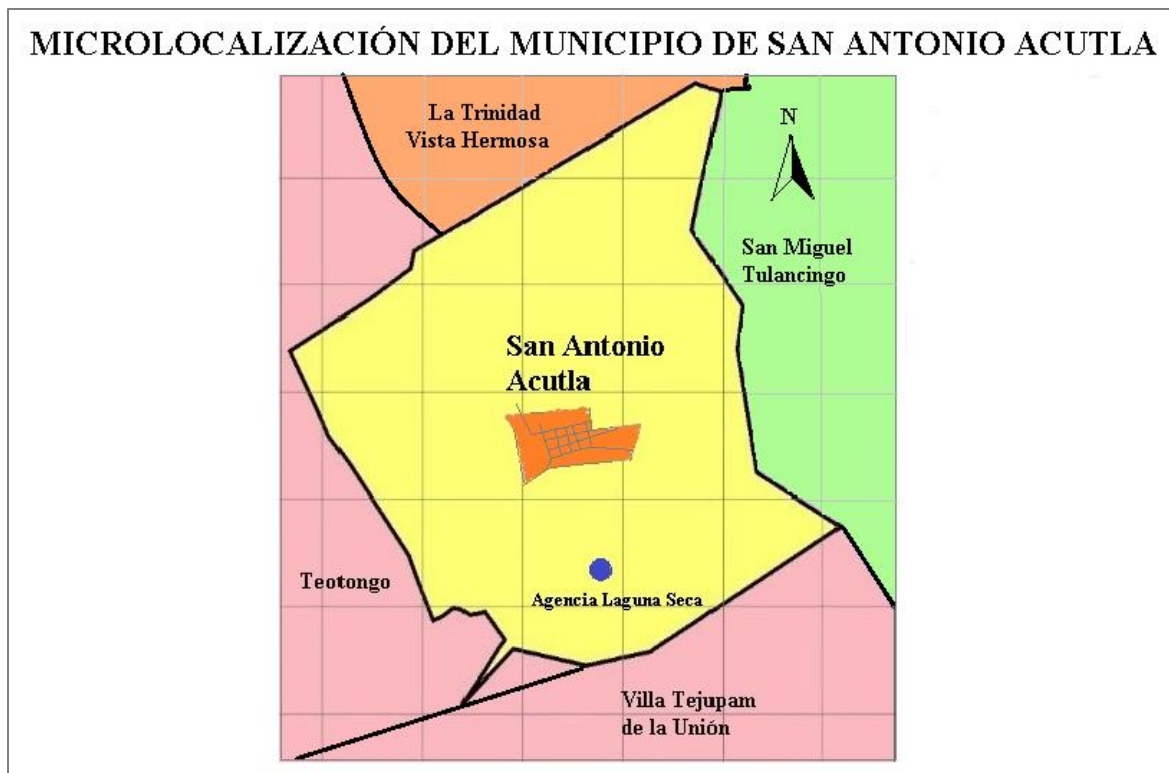 MICROLOCALIZACIÓN DEL MUNICIPIO DE SAN ANTONIO ACUTLA
La Trinidad
Vista Hermosa
N
San Miguel
Tulancingo
San Antonio
Acutla
Teotongo
Agencia Laguna Seca
Villa Tejupam
de la Unión